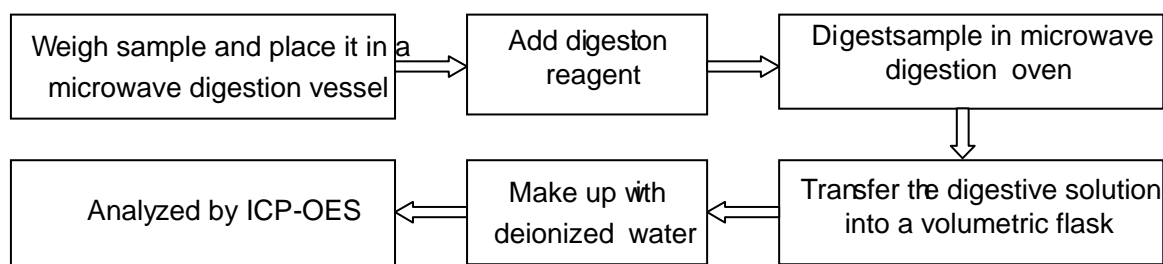 Weigh sample and place it in a
microwave digestion vessel
Add digeston
reagent
Digestsample in microwave
digestion oven
Transfer the digestive solution
into a volumetric flask
Make up with
deionized water
Analyzed by ICP-OES